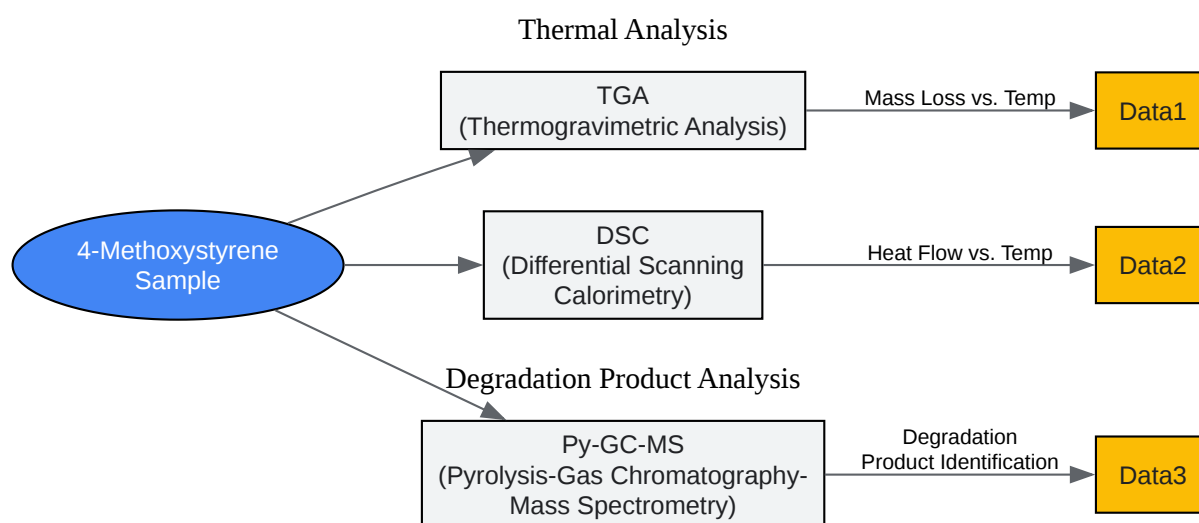 Thermal Analysis
TGA
(Thermogravimetric Analysis)
Mass Loss vs. Temp
Data1
4-Methoxystyrene
Sample
DSC
(Differential Scanning
Calorimetry)
Heat Flow vs. Temp
Data2
Degradation Product Analysis
Py-GC-MS
(Pyrolysis-Gas Chromatography-
Mass Spectrometry)
Degradation
Product Identification
Data3